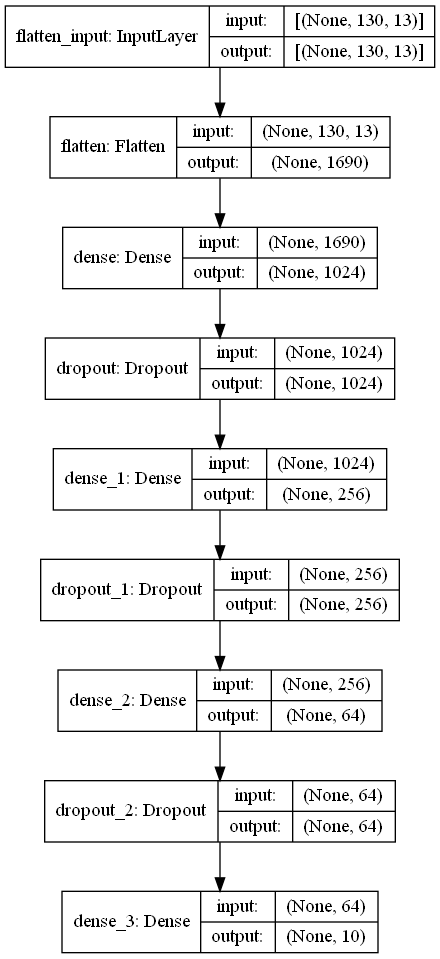 flatten_input: InputLayer
input: [(None, 130, 13)]
output: [(None, 130, 13)]
flatten: Flatten
input: (None, 130, 13)
output: (None, 1690)
dense: Dense
input: (None, 1690)
output: (None, 1024)
dropout: Dropout
input: (None, 1024)
output: (None, 1024)
dense_1: Dense
input: (None, 1024)
output: (None, 256)
dropout_1: Dropout
input: (None, 256)
output: (None, 256)
dense_2: Dense
input: (None, 256)
output: (None, 64)
dropout_2: Dropout
input: (None, 64)
output: (None, 64)
dense_3: Dense
input: (None, 64)
output: (None, 10)